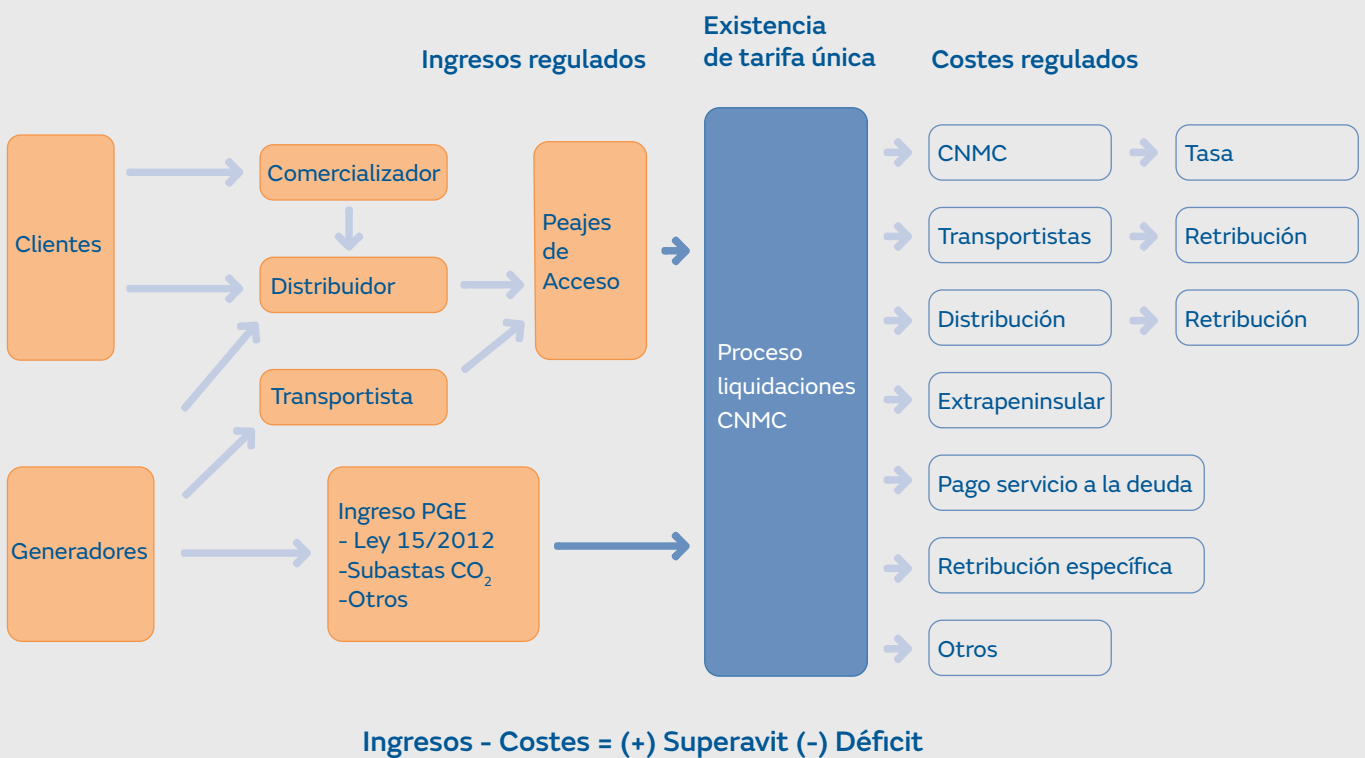 Existencia
de tarifa única
Ingresos regulados
Costes regulados
Clientes
Comercializador
Distribuidor
Transportista
Peajes
de
Acceso
Generadores
Ingreso PGE
- Ley 15/2012
-Subastas CO₂
-Otros
Proceso
liquidaciones
CNMC
CNMC
Tasa
Transportistas
Retribución
Distribución
Retribución
Extrapeninsular
Pago servicio a la deuda
Retribución específica
Otros
Ingresos - Costes = (+) Superavit (-) Déficit